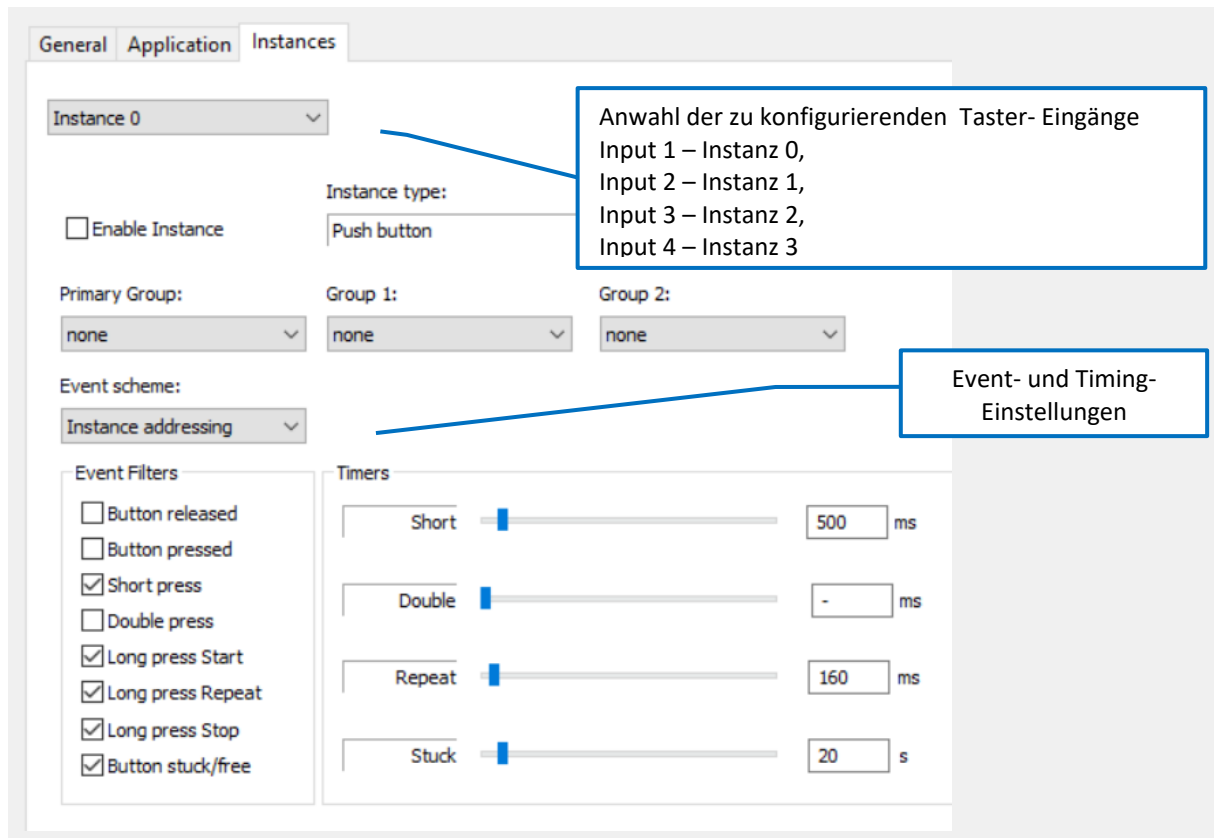 General Application Instances
Instance 0
Anwahl der zu konfigurierenden Taster- Eingänge
Input 1 – Instanz 0,
Input 2 – Instanz 1,
Input 3 – Instanz 2,
Input 4 – Instanz 3
Instance type:
Enable Instance
Push button
Primary Group:
Group 1:
Group 2:
none
none
none
Event scheme:
Instance addressing
Event- und Timing-
Einstellungen
Event Filters
Button released
Button pressed
Short press
Double press
Long press Start
Long press Repeat
Long press Stop
Button stuck/free
Timers
Short 500 ms
Double - ms
Repeat 160 ms
Stuck 20 s